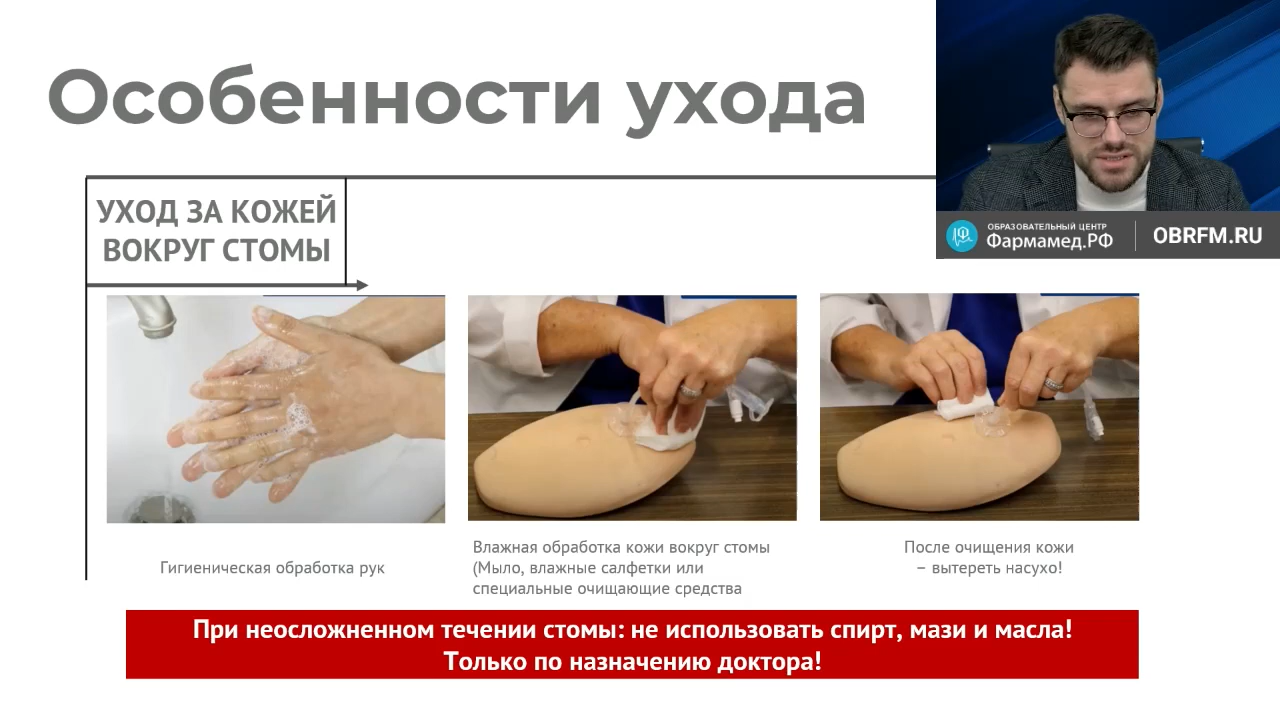 Особенности ухода
УХОД ЗА КОЖЕЙ
ВОКРУГ СТОМЫ
ОБРАЗОВАТЕЛЬНЫЙ ЦЕНТР
Фармамед.РФ
OBRFM.RU
Гигиеническая обработка рук
Влажная обработка кожи вокруг стомы
(Мыло, влажные салфетки или
специальные очищающие средства
После очищения кожи
– вытереть насухо!
При неосложненном течении стомы: не использовать спирт, мази и масла!
Только по назначению доктора!